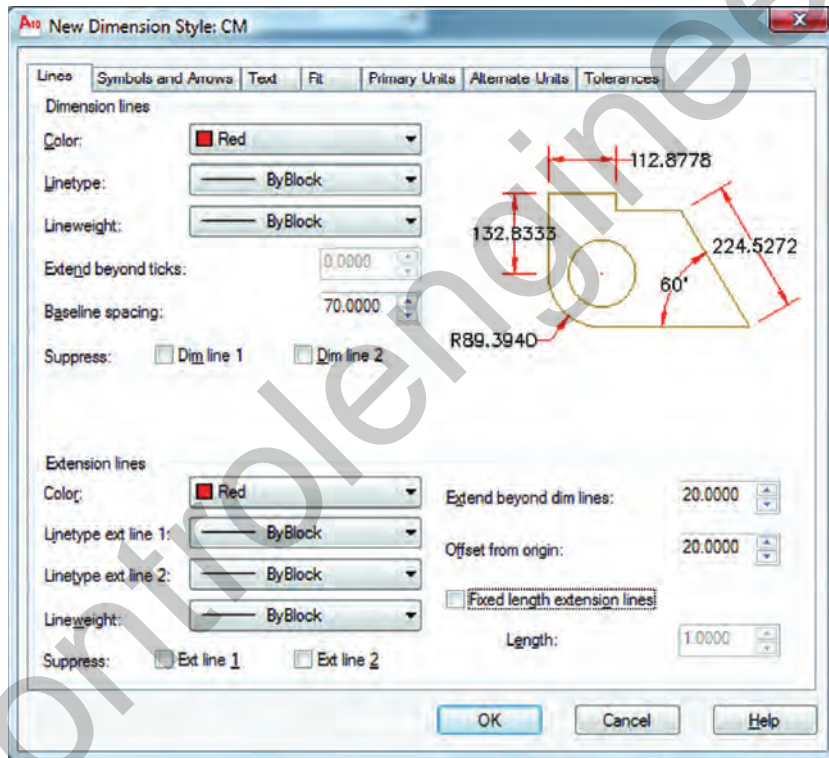 A10 New Dimension Style: CM
Lines Symbols and Arrows Text Fit Primary Units Alternate Units Tolerances
Dimension lines
Color: Red
Linetype: ByBlock
Lineweight: ByBlock
Extend beyond ticks: 0.0000
Baseline spacing: 70.0000
Suppress: Dim line 1 Dim line 2
112.8778
132.8333
224.5272
60°
R89.3940
Extension lines
Color: Red
Linetype ext line 1: ByBlock
Linetype ext line 2: ByBlock
Lineweight: ByBlock
Suppress: Ext line 1 Ext line 2
Extend beyond dim lines: 20.0000
Offset from origin: 20.0000
Fixed length extension lines
Length: 1.0000
OK Cancel Help
ontrolenginee